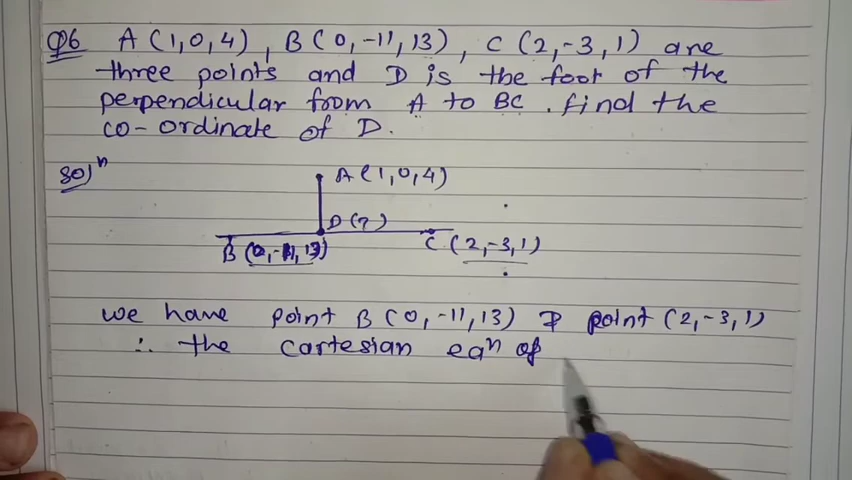 Q6 A (1,0,4) , B (0,-11,13) , C (2,-3,1) are
three points and D is the foot of the
perpendicular from A to BC . find the
co-ordinate of D.
Solⁿ
A (1,0,4)
D (?)
B (0,-11,13)
C (2,-3,1)
we have point B (0,-11,13) & point (2,-3,1)
∴ the cartesian eqⁿ of